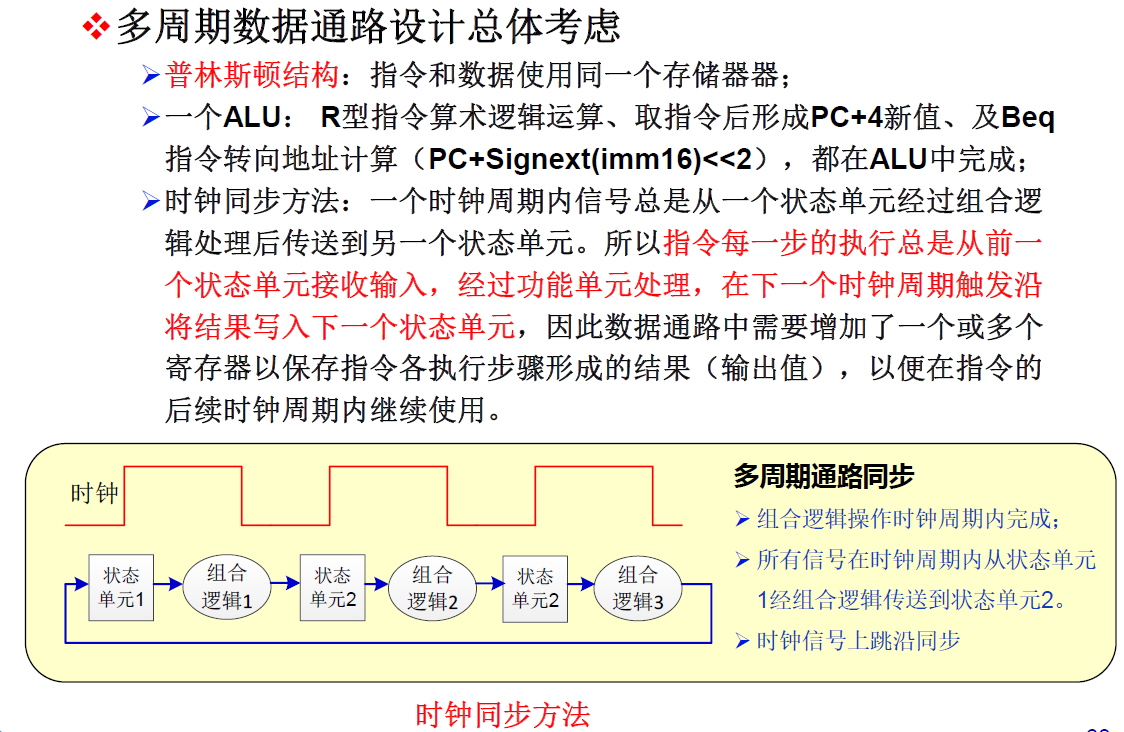 ❖多周期数据通路设计总体考虑
➢普林斯顿结构：指令和数据使用同一个存储器器；
➢一个ALU： R型指令算术逻辑运算、取指令后形成PC+4新值、及Beq
指令转向地址计算（PC+Signext(imm16)<<2），都在ALU中完成；
➢时钟同步方法：一个时钟周期内信号总是从一个状态单元经过组合逻
辑处理后传送到另一个状态单元。所以指令每一步的执行总是从前一
个状态单元接收输入，经过功能单元处理，在下一个时钟周期触发沿
将结果写入下一个状态单元，因此数据通路中需要增加了一个或多个
寄存器以保存指令各执行步骤形成的结果（输出值），以便在指令的
后续时钟周期内继续使用。
时钟
状态
单元1
组合
逻辑1
状态
单元2
组合
逻辑2
状态
单元2
组合
逻辑3
多周期通路同步
➢组合逻辑操作时钟周期内完成；
➢所有信号在时钟周期内从状态单元
1经组合逻辑传送到状态单元2。
➢时钟信号上跳沿同步
时钟同步方法